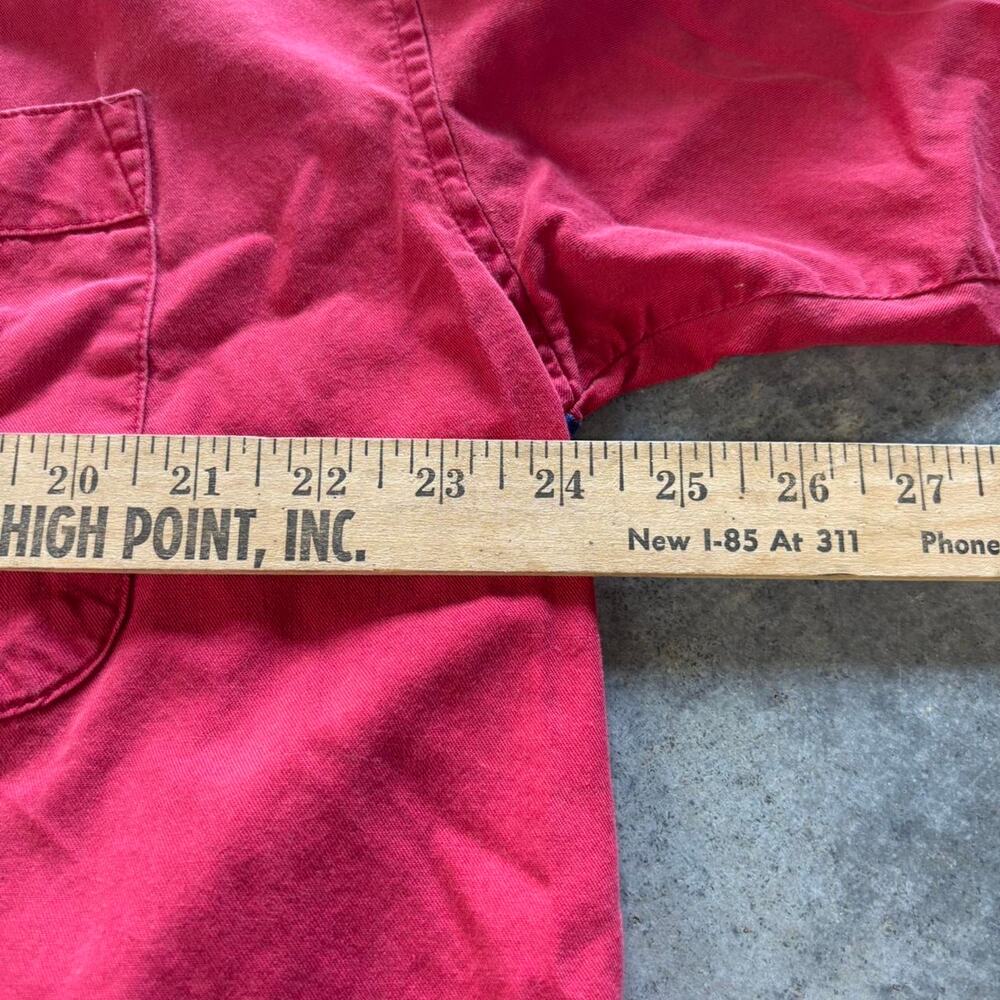 20 21 22 23 24 25 26 27
HIGH POINT, INC. New I-85 At 311 Phone